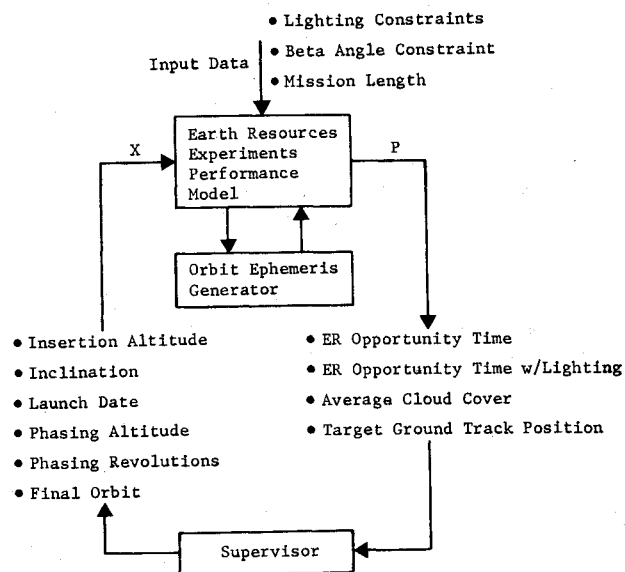 • Lighting Constraints
• Beta Angle Constraint
• Mission Length
Input Data
X
Earth Resources
Experiments
Performance
Model
P
Orbit Ephemeris
Generator
• Insertion Altitude
• Inclination
• Launch Date
• Phasing Altitude
• Phasing Revolutions
• Final Orbit
• ER Opportunity Time
• ER Opportunity Time w/Lighting
• Average Cloud Cover
• Target Ground Track Position
Supervisor